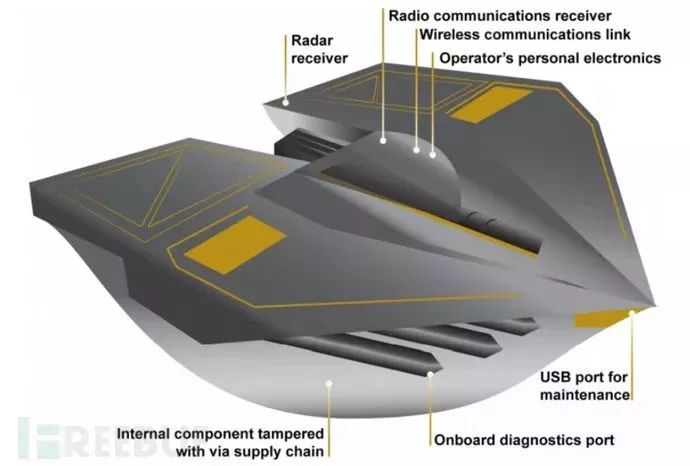 Radio communications receiver
Wireless communications link
Operator's personal electronics
Radar
receiver
USB port for
maintenance
Internal component tampered
with via supply chain
Onboard diagnostics port
FREEBUF